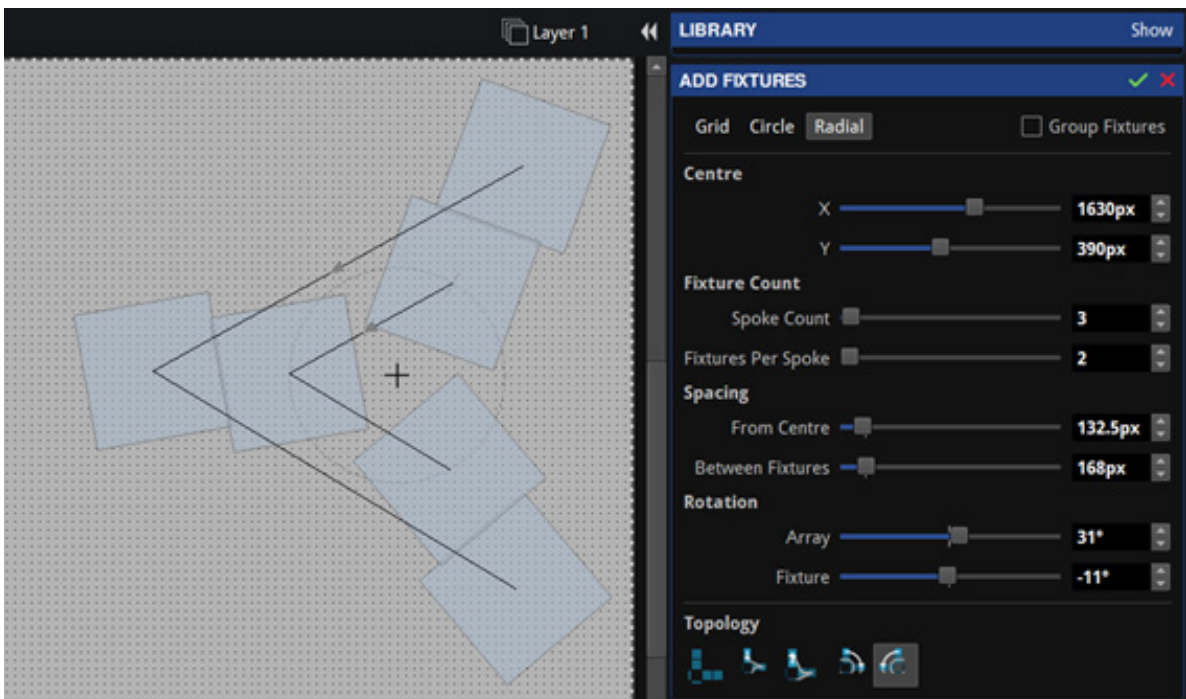 Layer 1
LIBRARY Show
ADD FIXTURES
Grid Circle Radial Group Fixtures
Centre
X 1630px
Y 390px
Fixture Count
Spoke Count 3
Fixtures Per Spoke 2
Spacing
From Centre 132.5px
Between Fixtures 168px
Rotation
Array 31°
Fixture -11°
Topology